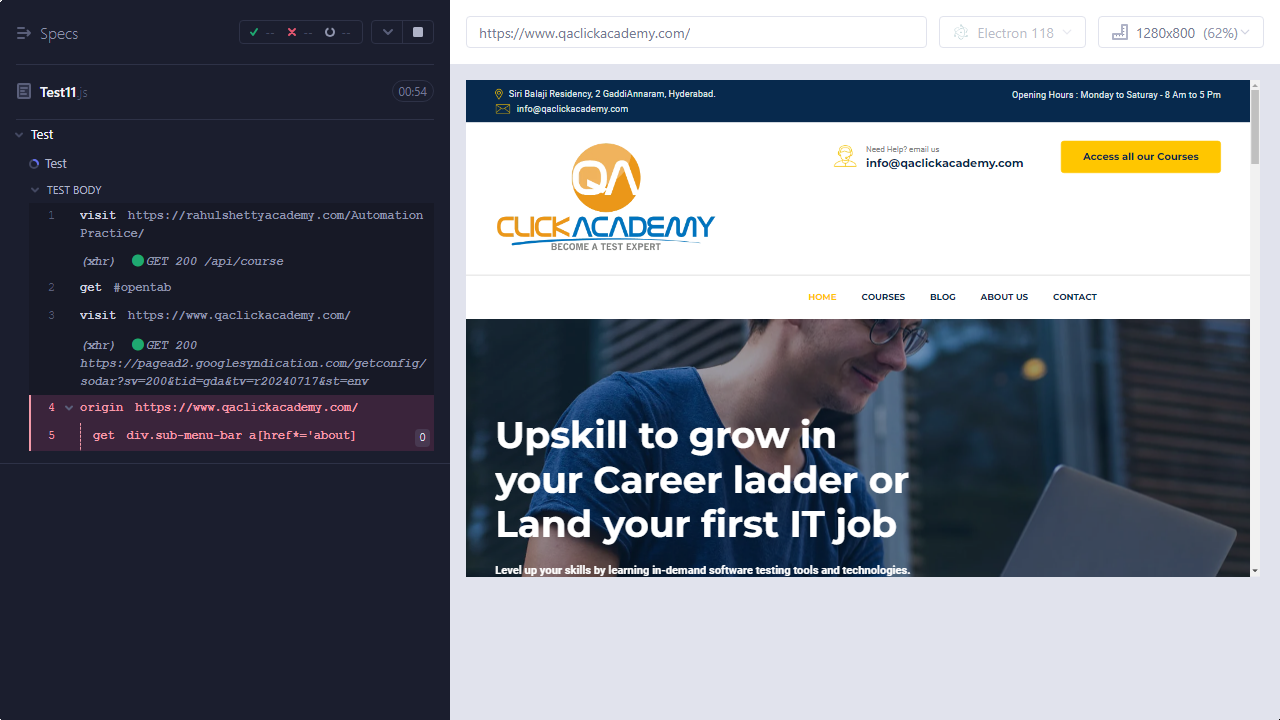 Specs
--
--
--
Test11.js
00:54
Test
Test
TEST BODY
1 visit https://rahulshettyacademy.com/Automation
Practice/
(xhr) GET 200 /api/course
2 get #opentab
3 visit https://www.qaclickacademy.com/
(xhr) GET 200
https://pagead2.googlesyndication.com/getconfig/
sodar?sv=200&tid=gda&tv=r20240717&st=env
4 origin https://www.qaclickacademy.com/
5 get div.sub-menu-bar a[href*='about] 0
https://www.qaclickacademy.com/
Electron 118
1280x800 (62%)
Siri Balaji Residency, 2 GaddiAnnaram, Hyderabad.
info@qaclickacademy.com
Opening Hours : Monday to Saturay - 8 Am to 5 Pm
QA
CLICKACADEMY
BECOME A TEST EXPERT
Need Help? email us
info@qaclickacademy.com
Access all our Courses
HOME COURSES BLOG ABOUT US CONTACT
Upskill to grow in
your Career ladder or
Land your first IT job
Level up your skills by learning in-demand software testing tools and technologies.